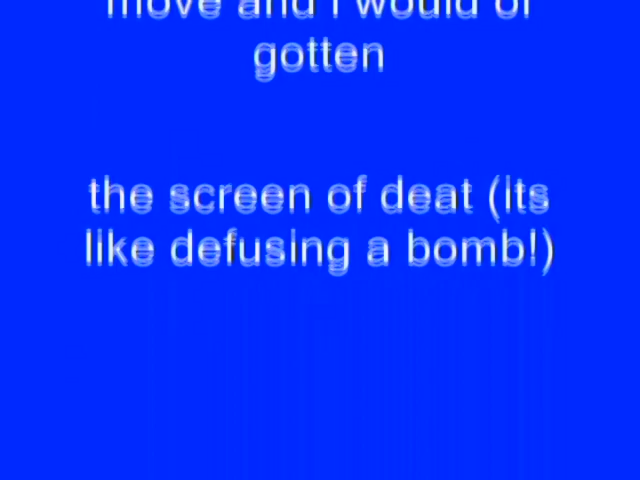 move and i would of
gotten
the screen of deat (its
like defusing a bomb!)